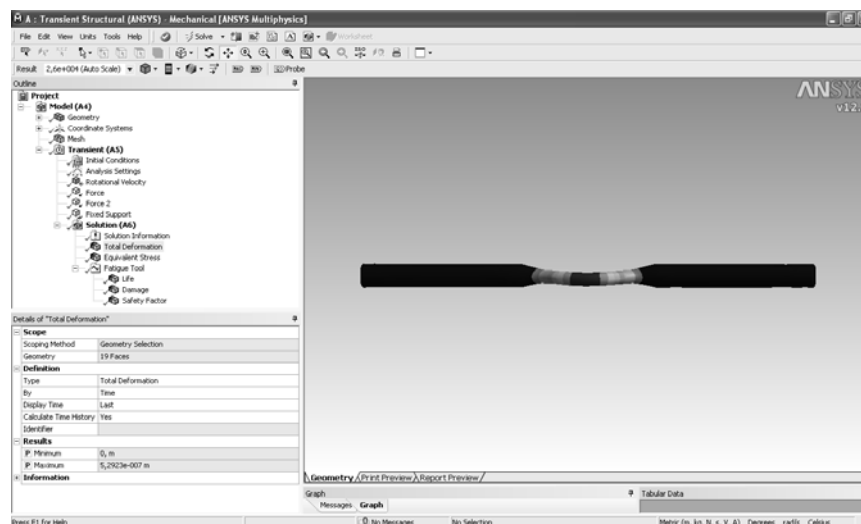 A : Transient Structural (ANSYS) - Mechanical [ANSYS Multiphysics]
File Edit View Units Tools Help Solve Worksheet
Result 2,6e+004 (Auto Scale) Probe
Outline
Project
Model (A4)
Geometry
Coordinate Systems
Mesh
Transient (A5)
Initial Conditions
Analysis Settings
Rotational Velocity
Force
Force 2
Fixed Support
Solution (A6)
Solution Information
Total Deformation
Equivalent Stress
Fatigue Tool
Life
Damage
Safety Factor
ANSYS
v12.
Details of "Total Deformation"
Scope
Scoping Method Geometry Selection
Geometry 19 Faces
Definition
Type Total Deformation
By Time
Display Time Last
Calculate Time History Yes
Identifier
Results
P Minimum 0, m
P Maximum 5,2923e-007 m
Information
Geometry Print Preview Report Preview
Graph
Tabular Data
Messages Graph
Press F1 for Help
0 No Messages
No Selection
Metric (m, kg, N, s, V, A) Degrees rad/s Celsius